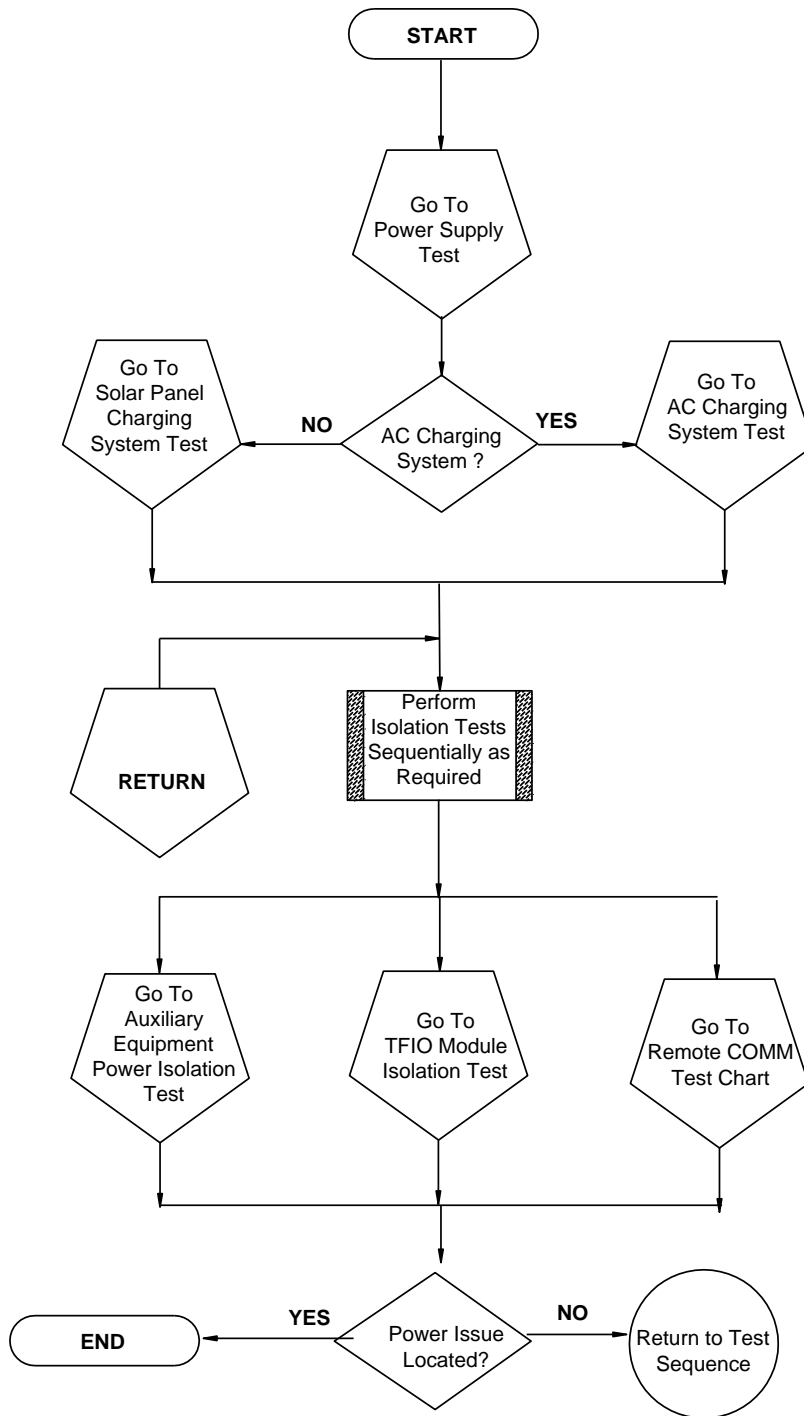 START
Go To
Power Supply
Test
Go To
Solar Panel
Charging
System Test
NO
AC Charging
System ?
YES
Go To
AC Charging
System Test
RETURN
Perform
Isolation Tests
Sequentially as
Required
Go To
Auxiliary
Equipment
Power Isolation
Test
Go To
TFIO Module
Isolation Test
Go To
Remote COMM
Test Chart
END
YES
Power Issue
Located?
NO
Return to Test
Sequence